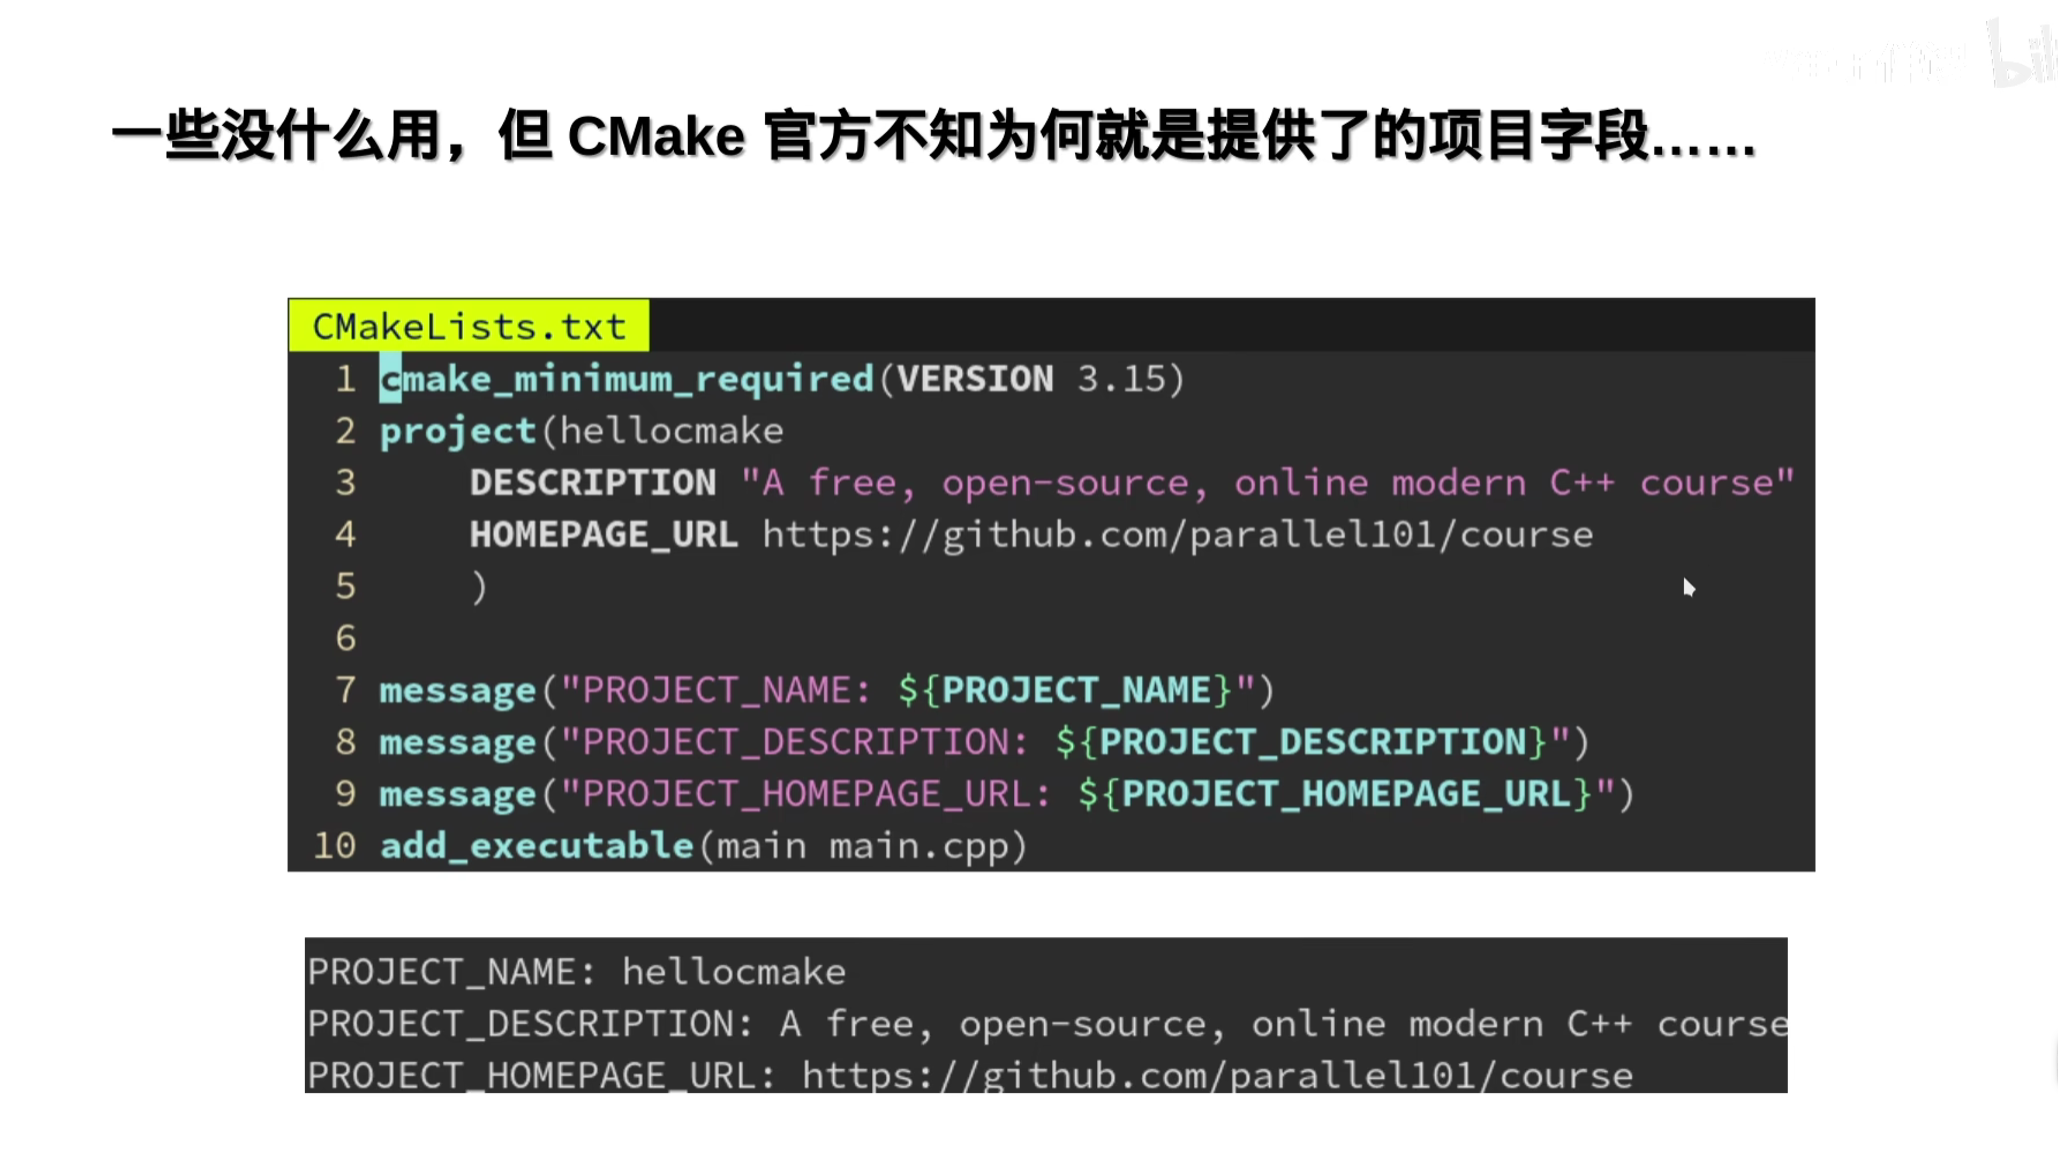 一些没什么用，但 CMake 官方不知为何就是提供了的项目字段……
CMakeLists.txt
1 cmake_minimum_required(VERSION 3.15)
2 project(hellocmake
3     DESCRIPTION "A free, open-source, online modern C++ course"
4     HOMEPAGE_URL https://github.com/parallel101/course
5     )
6
7 message("PROJECT_NAME: ${PROJECT_NAME}")
8 message("PROJECT_DESCRIPTION: ${PROJECT_DESCRIPTION}")
9 message("PROJECT_HOMEPAGE_URL: ${PROJECT_HOMEPAGE_URL}")
10 add_executable(main main.cpp)
PROJECT_NAME: hellocmake
PROJECT_DESCRIPTION: A free, open-source, online modern C++ course
PROJECT_HOMEPAGE_URL: https://github.com/parallel101/course